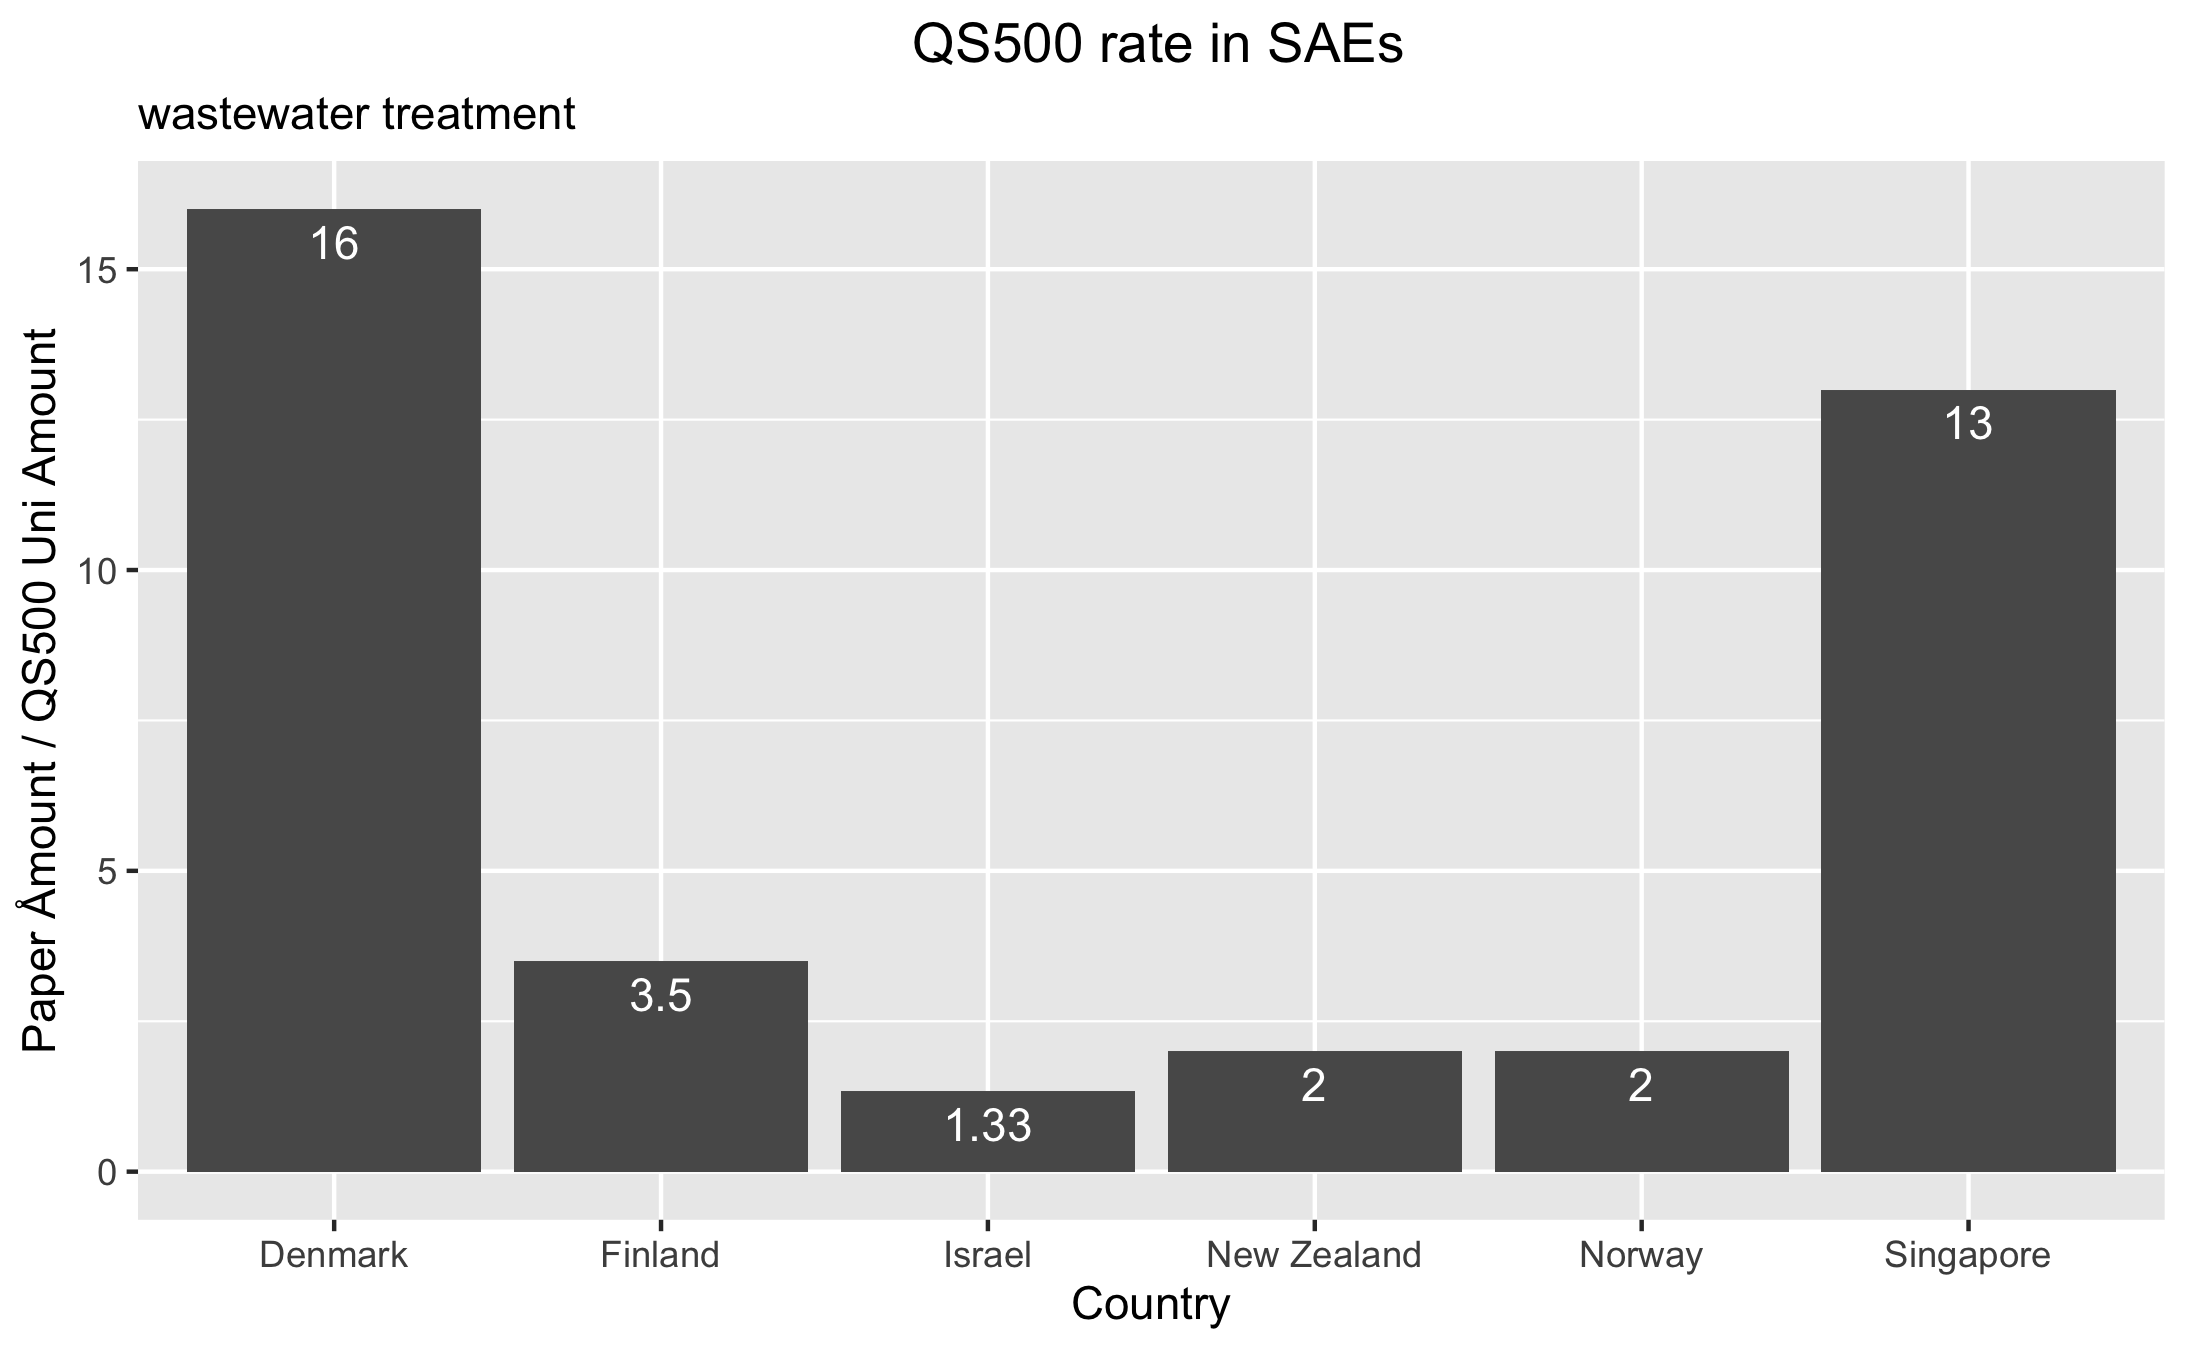 QS500 rate in SAEs
wastewater treatment
Paper Åmount / QS500 Uni Amount
15
10
5
0
16
3.5
1.33
2
2
13
Denmark
Finland
Israel
New Zealand
Norway
Singapore
Country